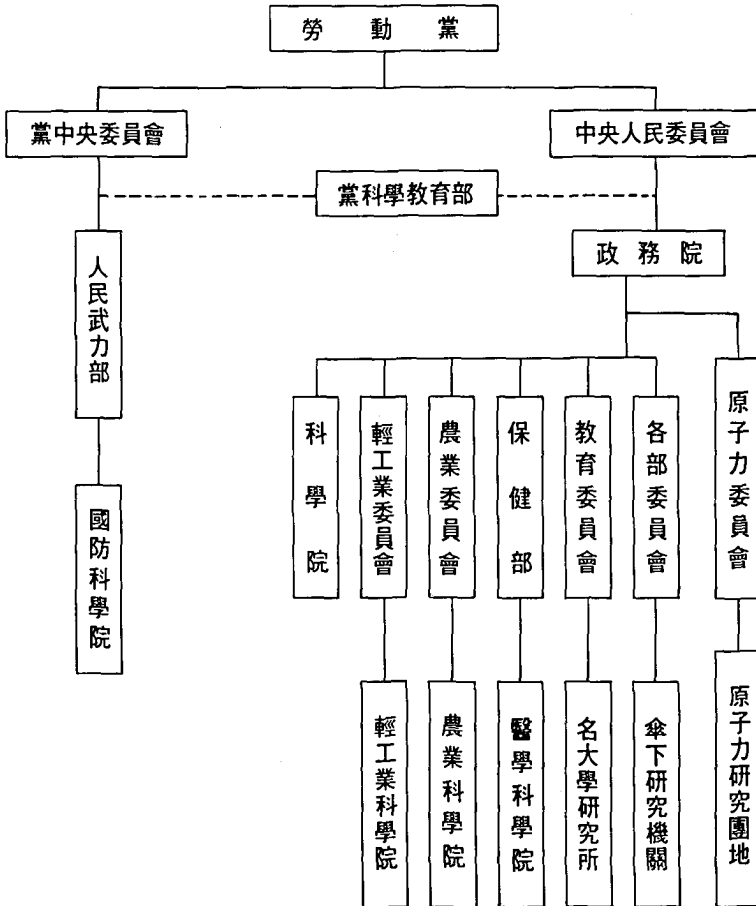 勞動黨
黨中央委員會
中央人民委員會
黨科學教育部
人民武力部
政務院
國防科學院
科學院
輕工業委員會
農業委員會
保健部
教育委員會
各部委員會
原子力委員會
輕工業科學院
農業科學院
醫學科學院
名大學研究所
傘下研究機關
原子力研究團地